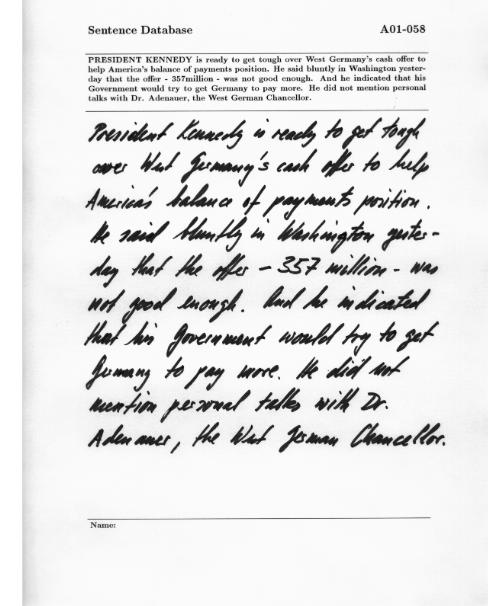 Sentence Database A01-058
PRESIDENT KENNEDY is ready to get tough over West Germany's cash offer to
help America's balance of payments position. He said bluntly in Washington yester-
day that the offer - 357million - was not good enough. And he indicated that his
Government would try to get Germany to pay more. He did not mention personal
talks with Dr. Adenauer, the West German Chancellor.
President Kennedy is ready to get tough
over West Germany's cash offer to help
America's balance of payments position.
He said bluntly in Washington yester-
day that the offer - 357 million - was
not good enough. And he indicated
that his Government would try to get
Germany to pay more. He did not
mention personal talks with Dr.
Adenauer, the West German Chancellor.
Name: